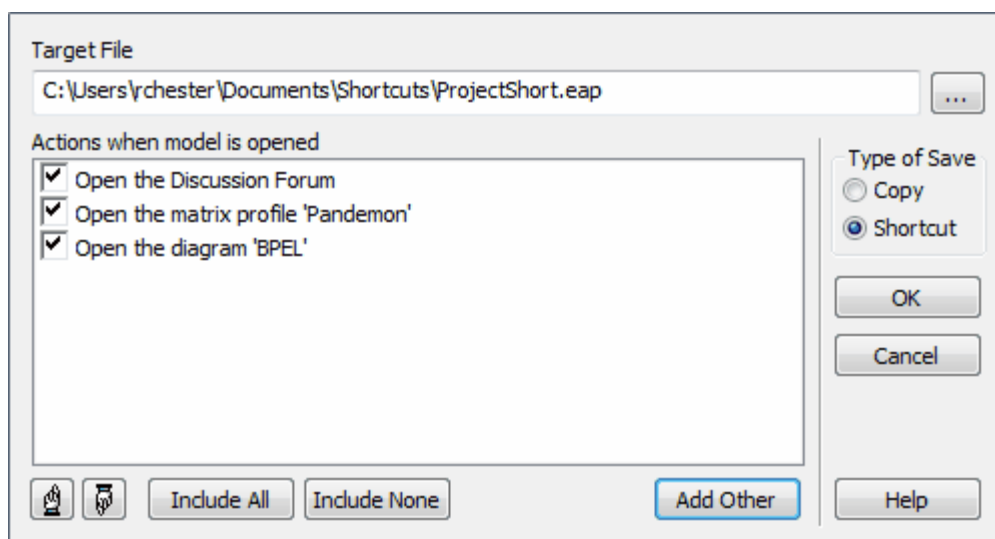 Target File
C:\Users\rchester\Documents\Shortcuts\ProjectShort.eap
...
Actions when model is opened
Open the Discussion Forum
Open the matrix profile 'Pandemon'
Open the diagram 'BPEL'
Type of Save
Copy
Shortcut
OK
Cancel
Include All
Include None
Add Other
Help